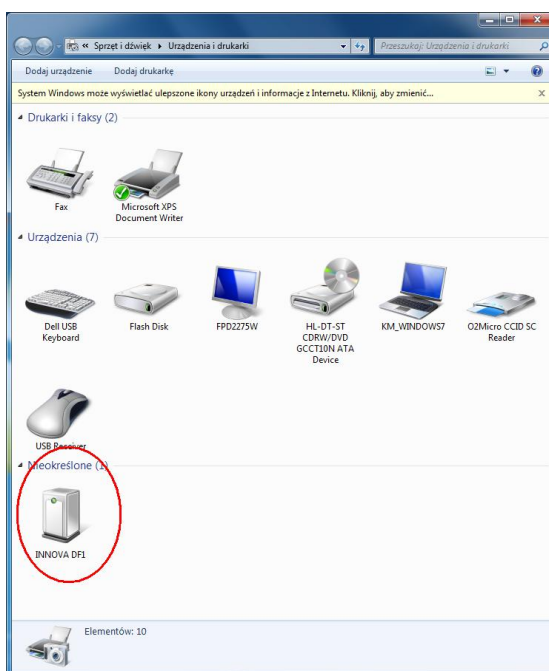 « Sprzęt i dźwięk ▸ Urządzenia i drukarki
Przeszukaj: Urządzenia i drukarki
Dodaj urządzenie Dodaj drukarkę
System Windows może wyświetlać ulepszone ikony urządzeń i informacje z Internetu. Kliknij, aby zmienić...
Drukarki i faksy (2)
Fax
Microsoft XPS
Document Writer
Urządzenia (7)
Dell USB
Keyboard
Flash Disk
FPD2275W
HL-DT-ST
CDRW/DVD
GCCT10N ATA
Device
KM_WINDOWS7
O2Micro CCID SC
Reader
USB Receiver
Nieokreślone (1)
INNOVA DF1
Elementów: 10